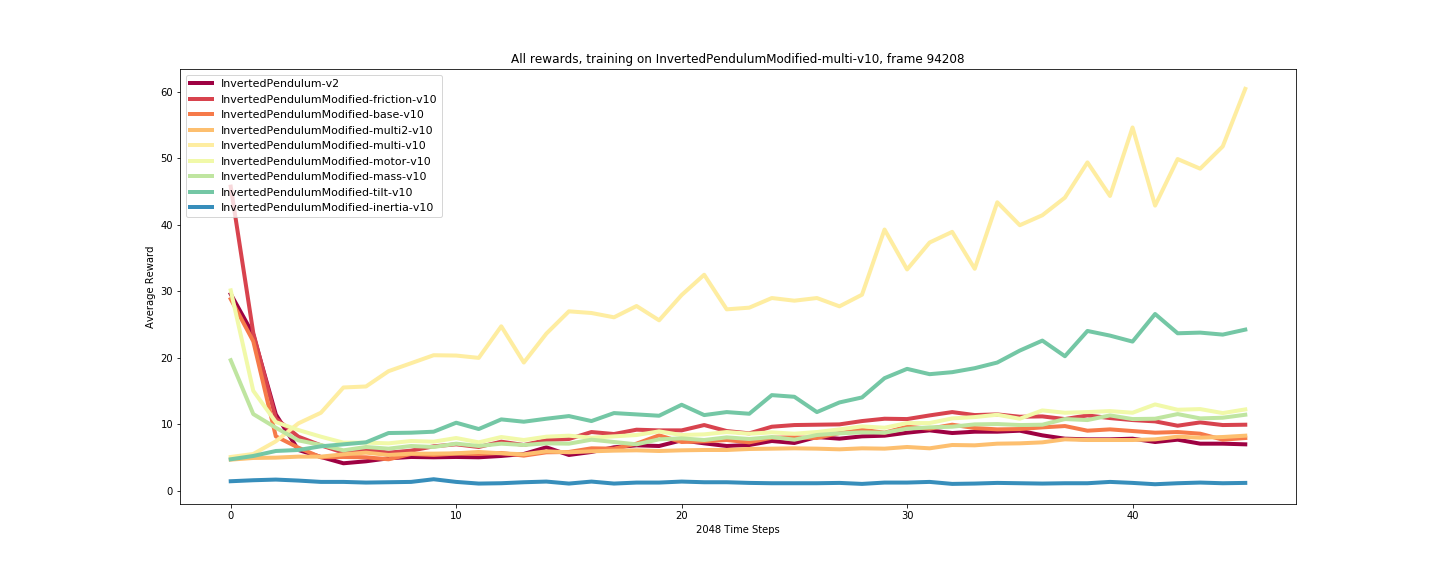 All rewards, training on InvertedPendulumModified-multi-v10, frame 94208
InvertedPendulum-v2
InvertedPendulumModified-friction-v10
InvertedPendulumModified-base-v10
InvertedPendulumModified-multi2-v10
InvertedPendulumModified-multi-v10
InvertedPendulumModified-motor-v10
InvertedPendulumModified-mass-v10
InvertedPendulumModified-tilt-v10
InvertedPendulumModified-inertia-v10
Average Reward
60
50
40
30
20
10
0
0 10 20 30 40
2048 Time Steps